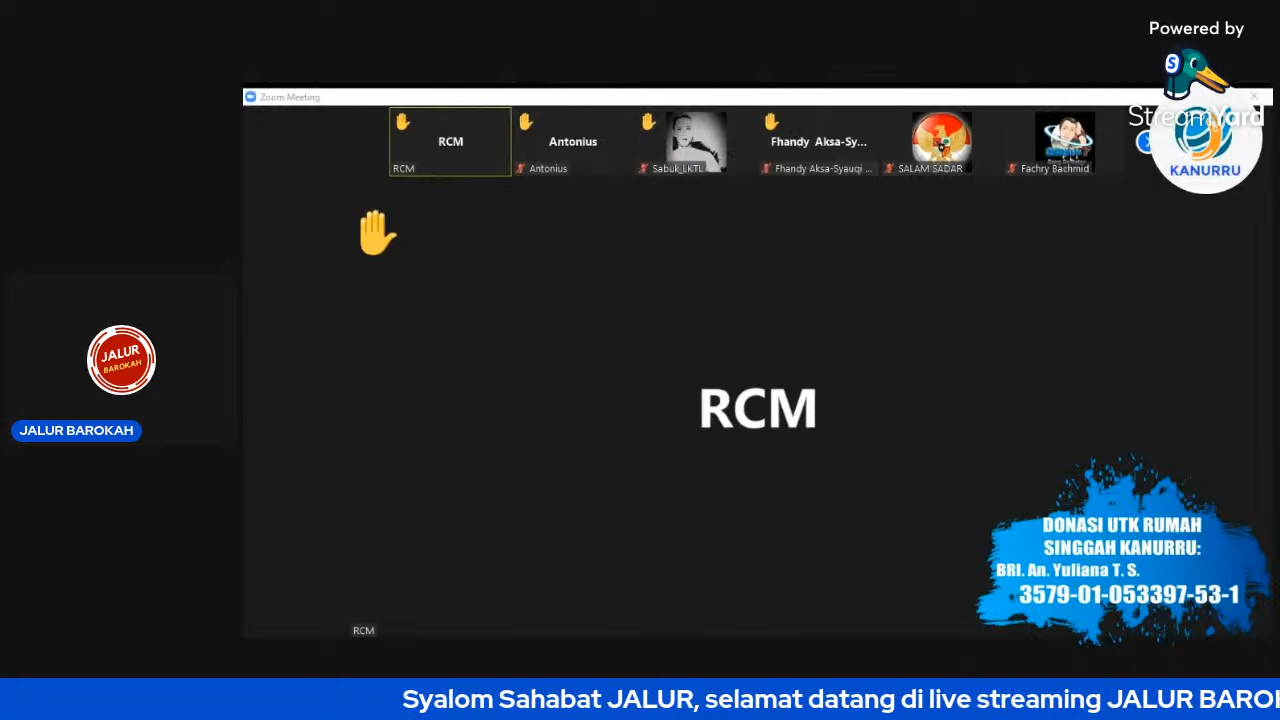 Powered by
StreamYard
KANURRU
Zoom Meeting
RCM
Antonius
Fhandy Aksa-Sy...
RCM
Antonius
Sabuk_LKTL
Fhandy Aksa-Syauqi ...
SALAM SADAR
Fachry Bachmid
JALUR
BAROKAH
JALUR BAROKAH
RCM
DONASI UTK RUMAH
SINGGAH KANURRU:
BRI. An. Yuliana T. S.
3579-01-053397-53-1
RCM
Syalom Sahabat JALUR, selamat datang di live streaming JALUR BAROK